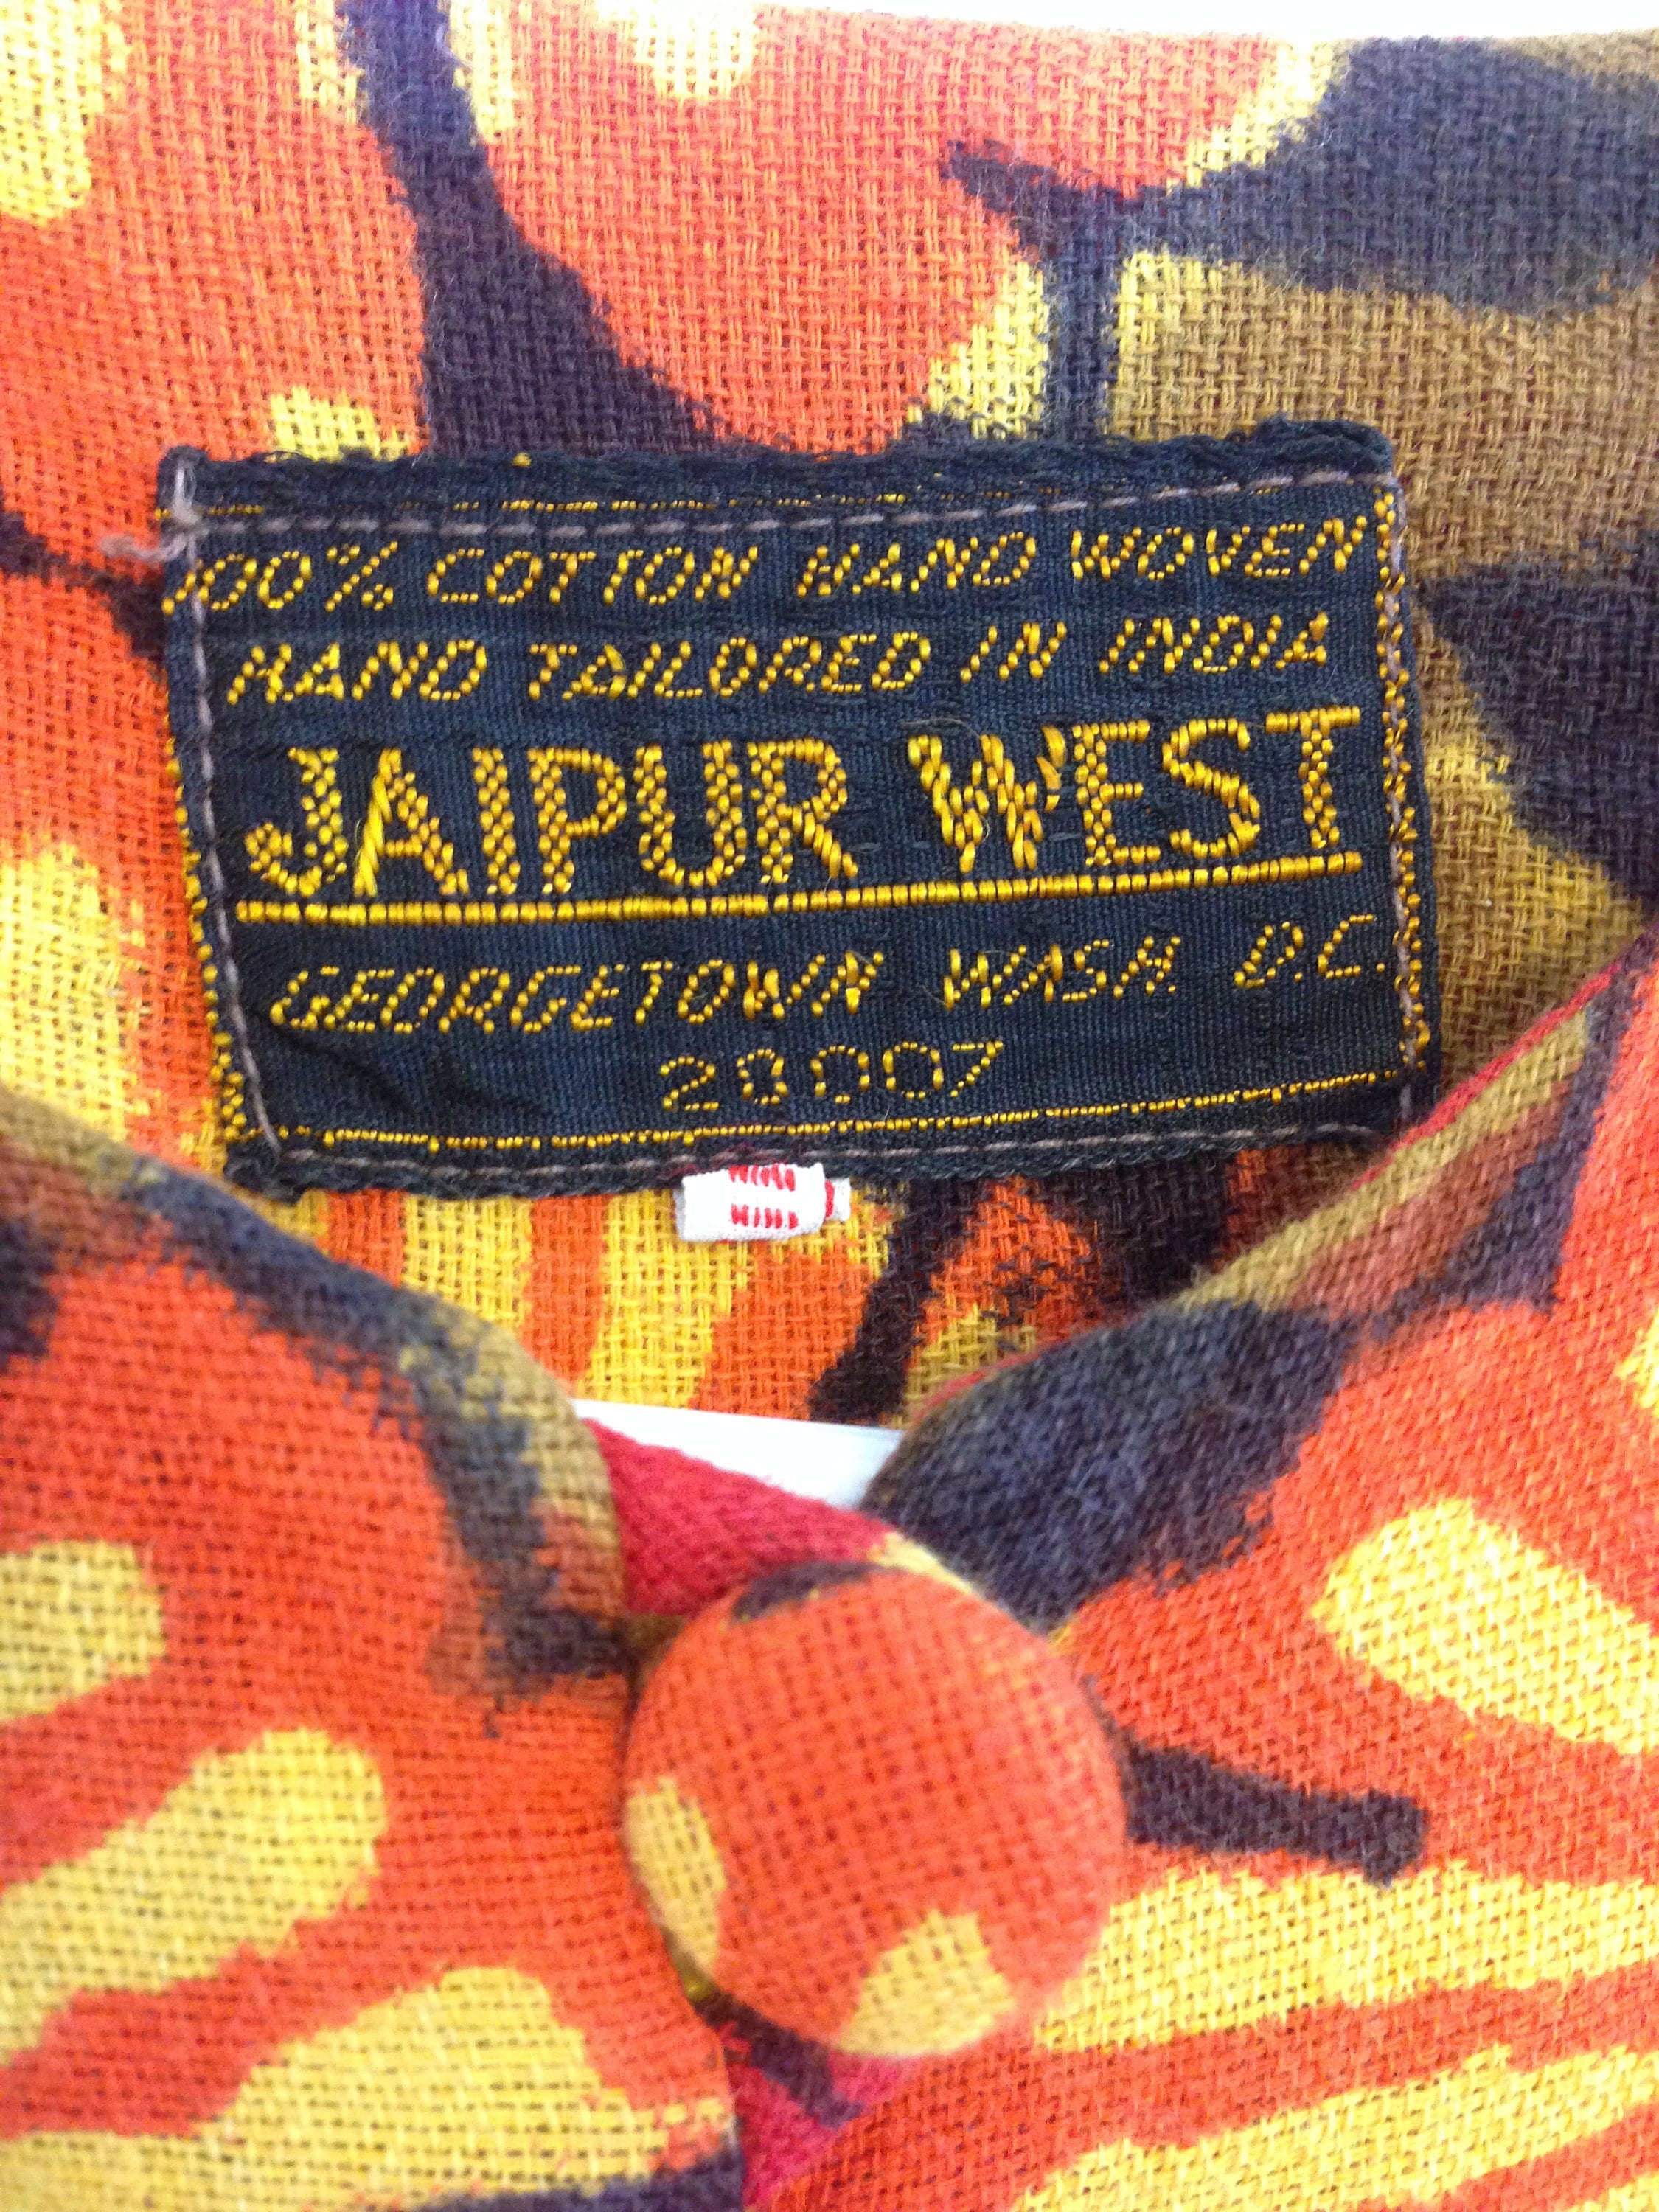 100% COTTON HAND WOVEN
HAND TAILORED IN INDIA
JAIPUR WEST
GEORGETOWN WASH. D.C.
20007